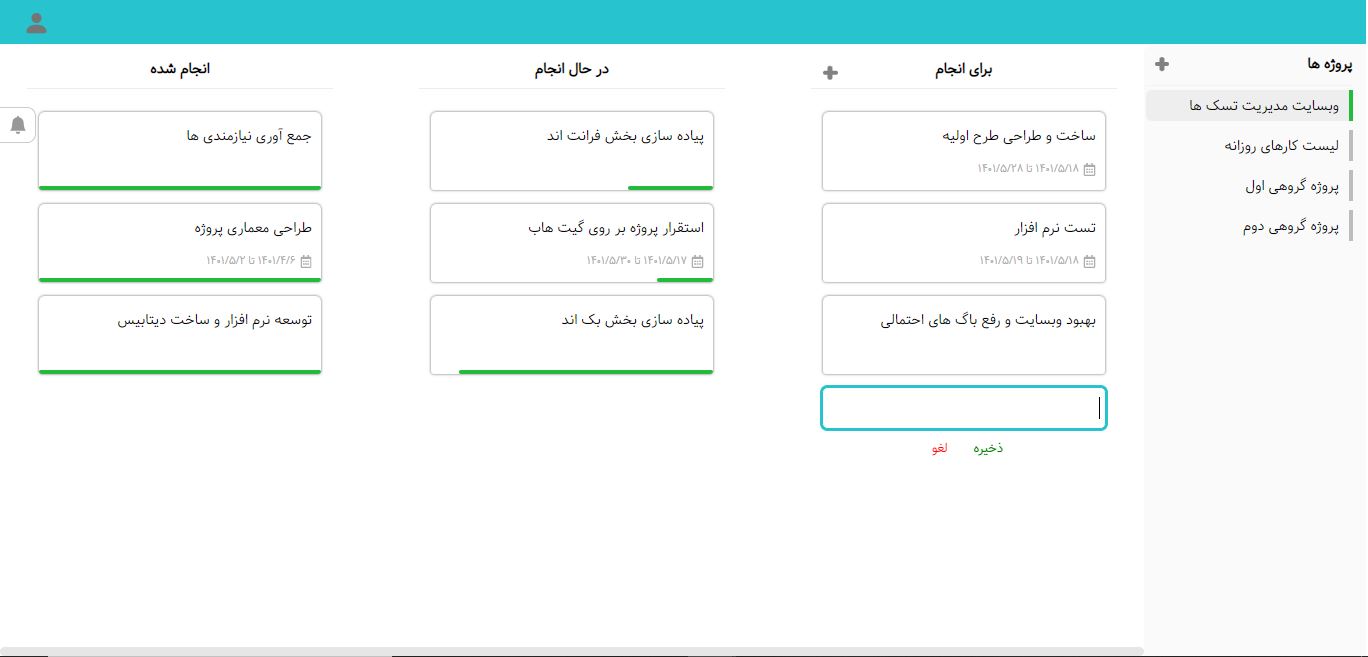 پروژه ها
وبسایت مدیریت تسک ها
لیست کارهای روزانه
پروژه گروهی اول
پروژه گروهی دوم
برای انجام
ساخت و طراحی طرح اولیه
۱۴۰۱/۵/۱۸ تا ۱۴۰۱/۵/۲۸
تست نرم افزار
۱۴۰۱/۵/۱۸ تا ۱۴۰۱/۵/۱۹
بهبود وبسایت و رفع باگ های احتمالی
ذخیره لغو
در حال انجام
پیاده سازی بخش فرانت اند
استقرار پروژه بر روی گیت هاب
۱۴۰۱/۵/۱۷ تا ۱۴۰۱/۵/۳۰
پیاده سازی بخش بک اند
انجام شده
جمع آوری نیازمندی ها
طراحی معماری پروژه
۱۴۰۱/۴/۶ تا ۱۴۰۱/۵/۲
توسعه نرم افزار و ساخت دیتابیس